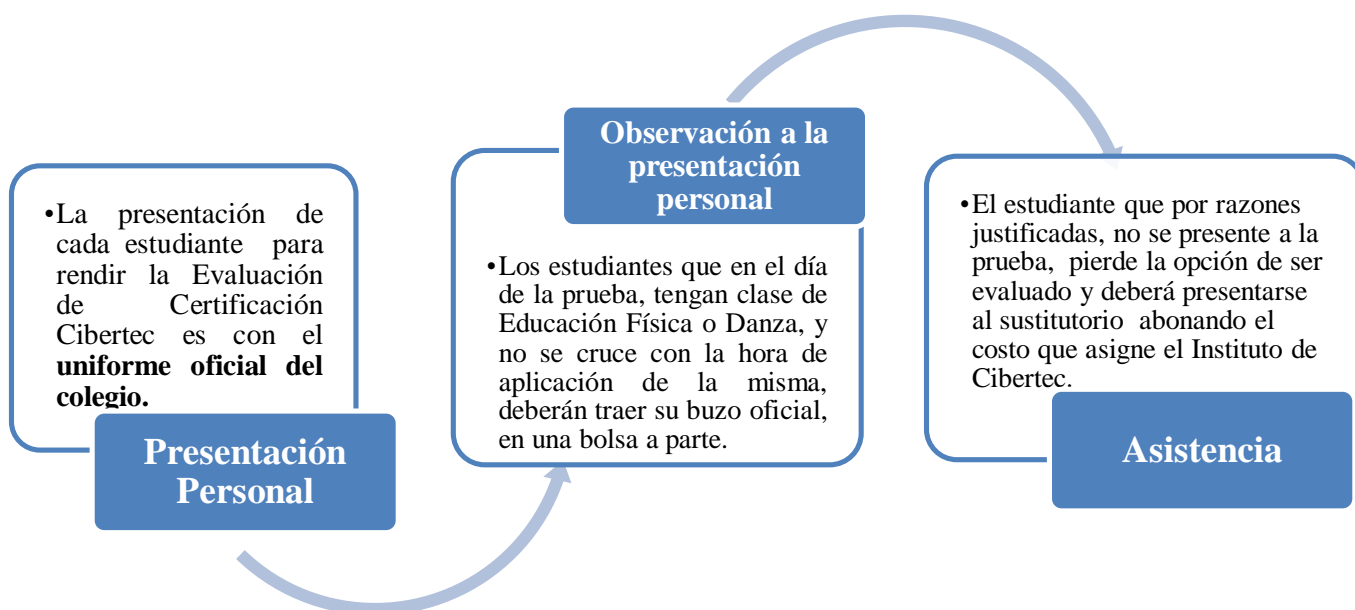 •La presentación de
cada estudiante para
rendir la Evaluación
de Certificación
Cibertec es con el
uniforme oficial del
colegio.
Presentación
Personal
Observación a la
presentación
personal
•Los estudiantes que en el día
de la prueba, tengan clase de
Educación Física o Danza, y
no se cruce con la hora de
aplicación de la misma,
deberán traer su buzo oficial,
en una bolsa a parte.
•El estudiante que por razones
justificadas, no se presente a la
prueba, pierde la opción de ser
evaluado y deberá presentarse
al sustitutorio abonando el
costo que asigne el Instituto de
Cibertec.
Asistencia